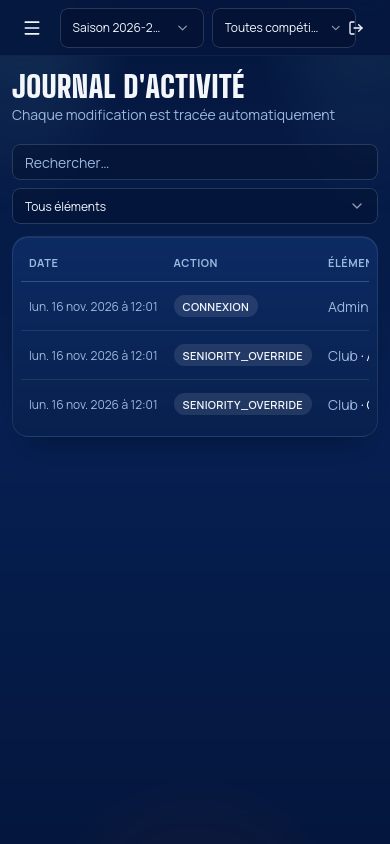 Saison 2026-2… Toutes compéti…
JOURNAL D'ACTIVITÉ
Chaque modification est tracée automatiquement
Rechercher…
Tous éléments
DATE ACTION
lun. 16 nov. 2026 à 12:01 CONNEXION Admin
lun. 16 nov. 2026 à 12:01 SENIORITY_OVERRIDE Club ·
lun. 16 nov. 2026 à 12:01 SENIORITY_OVERRIDE Club ·